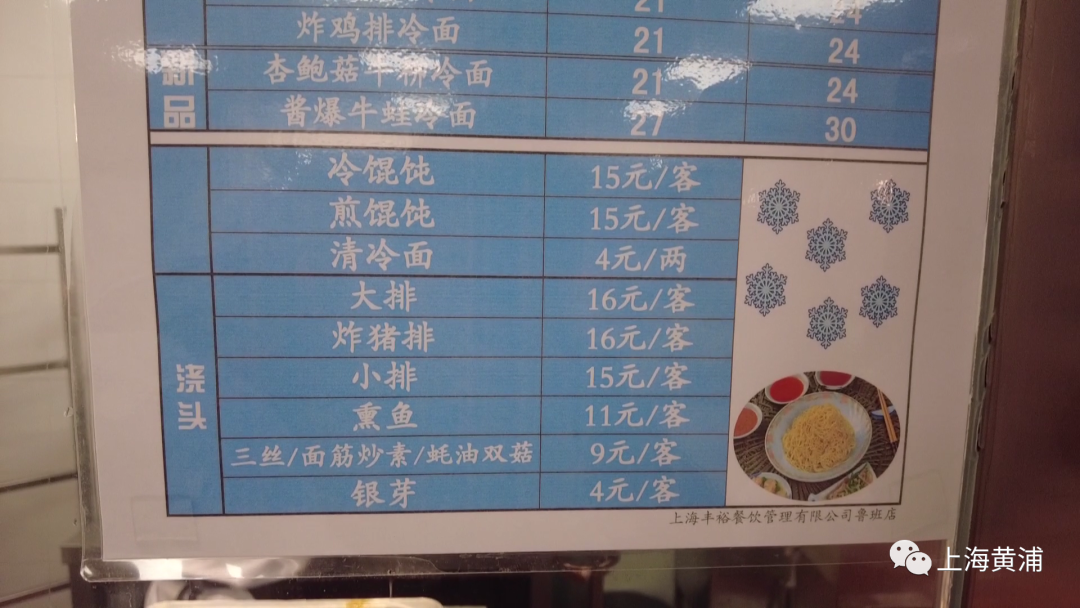 21 24
炸鸡排冷面 21 24
新品
杏鲍菇牛柳冷面 21 24
酱爆牛蛙冷面 27 30
冷馄饨 15元/客
煎馄饨 15元/客
清冷面 4元/两
大排 16元/客
炸猪排 16元/客
浇头
小排 15元/客
熏鱼 11元/客
三丝/面筋炒素/蚝油双菇 9元/客
银芽 4元/客
上海丰裕餐饮管理有限公司鲁班店
上海黄浦